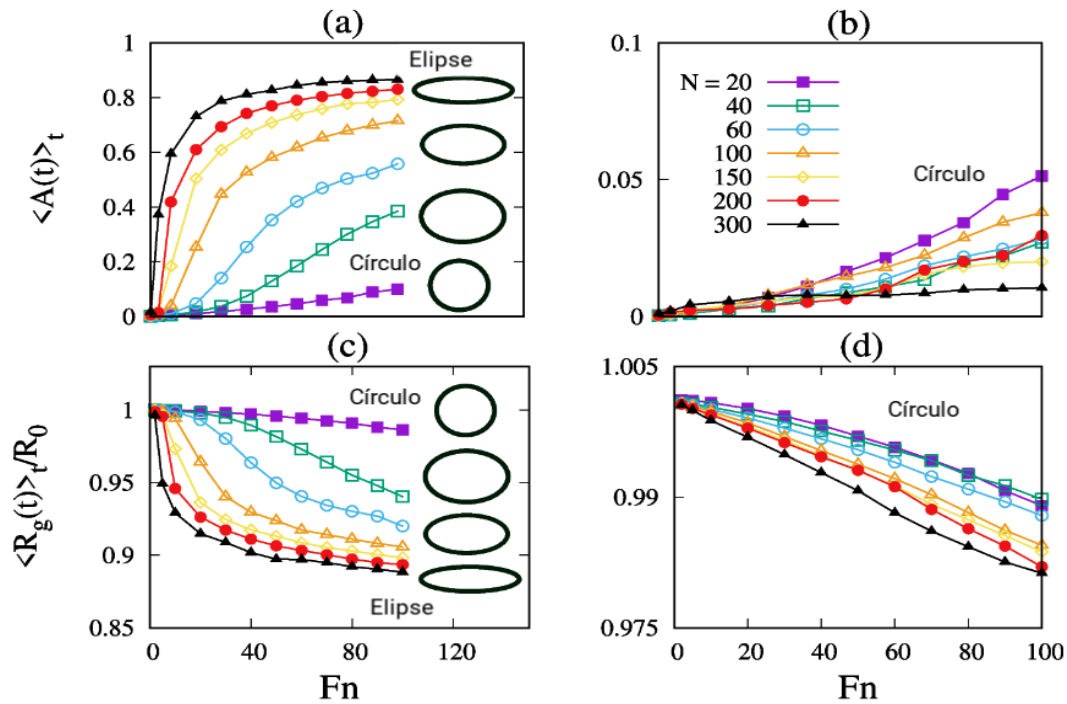 (a)
<A(t)>t
1
0.8
0.6
0.4
0.2
0
Elipse
Círculo
(b)
0.1
0.05
0
N = 20
40
60
100
150
200
300
Círculo
(c)
<Rg(t)>t/R0
1
0.95
0.9
0.85
Círculo
Elipse
0 40 80 120
Fn
(d)
1.005
0.99
0.975
Círculo
0 20 40 60 80 100
Fn